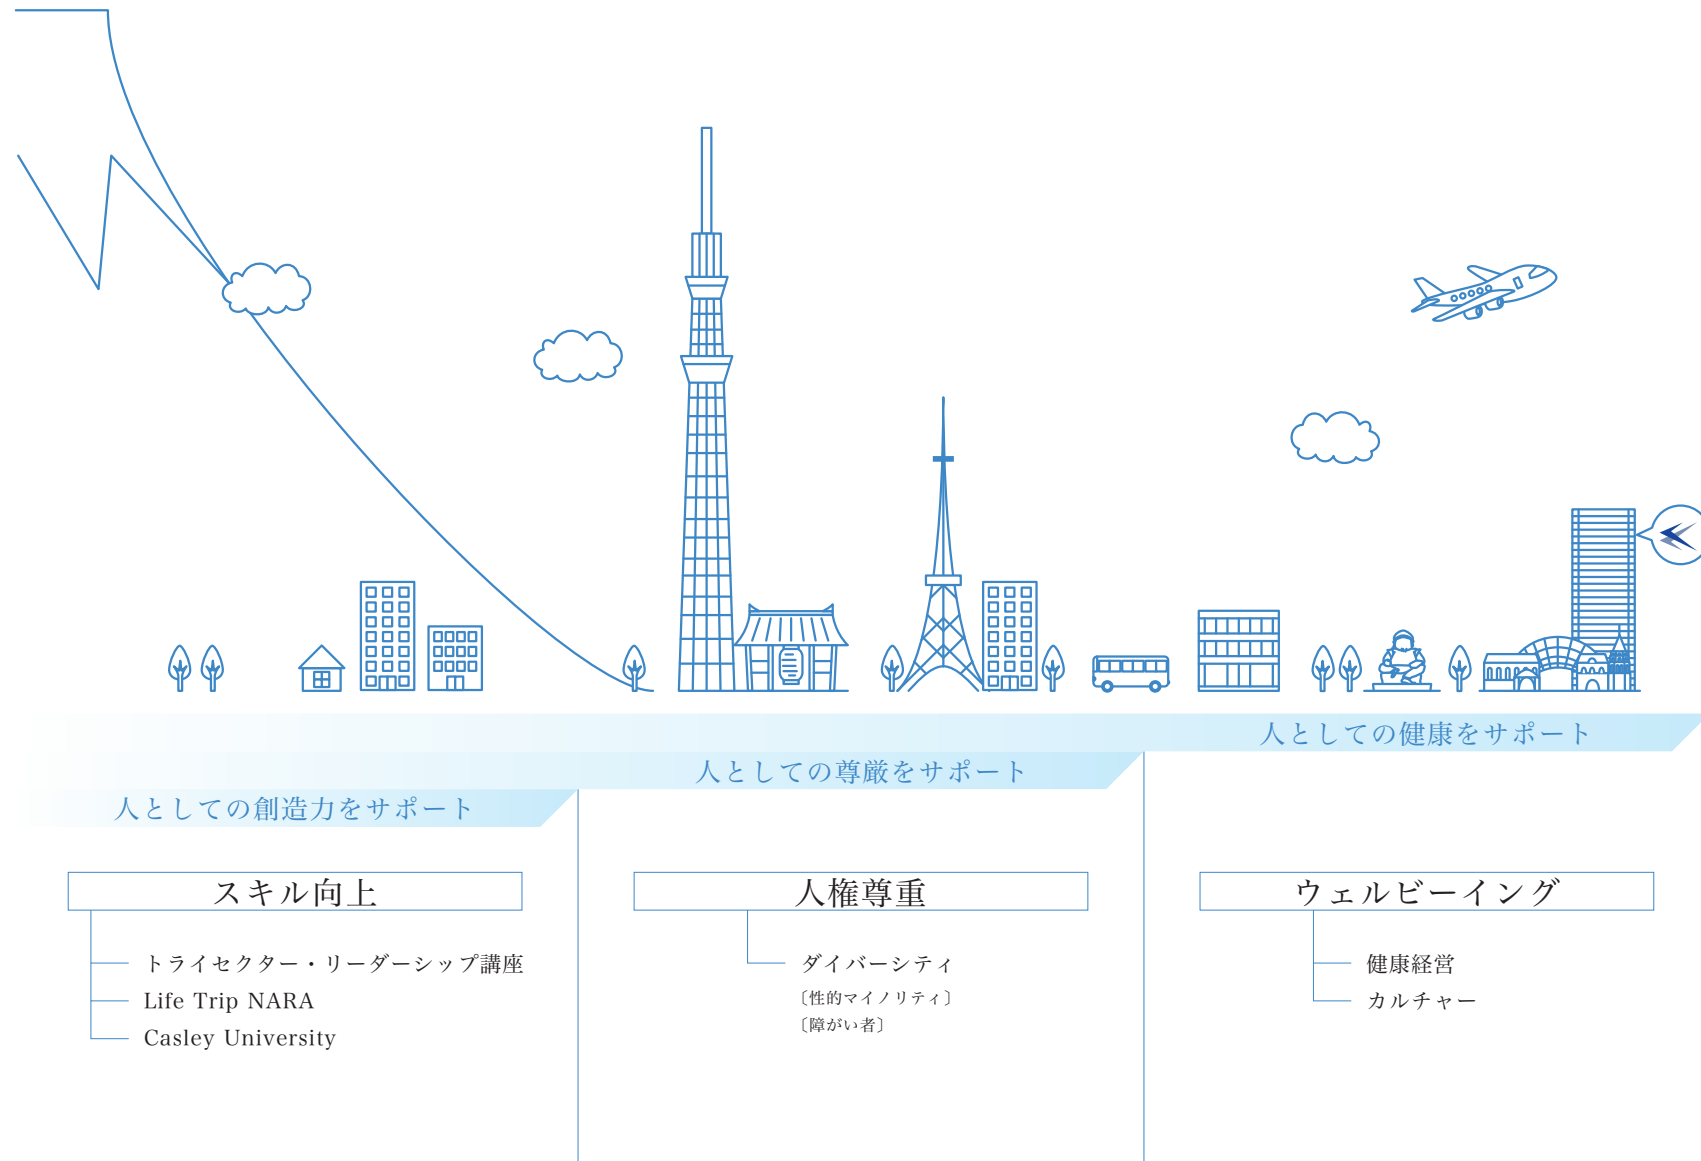 人としての健康をサポート
人としての尊厳をサポート
人としての創造力をサポート
スキル向上
トライセクター・リーダーシップ講座
Life Trip NARA
Casley University
人権尊重
ダイバーシティ
〔性的マイノリティ〕
〔障がい者〕
ウェルビーイング
健康経営
カルチャー